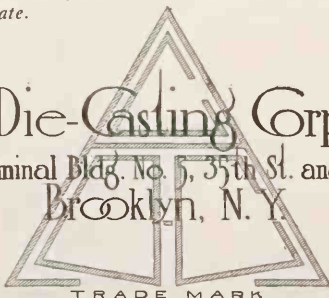 ate.
Die-Casting Corp
minal Bldg. No. 5, 35th St. and
Brooklyn, N. Y.
TRADE MARK